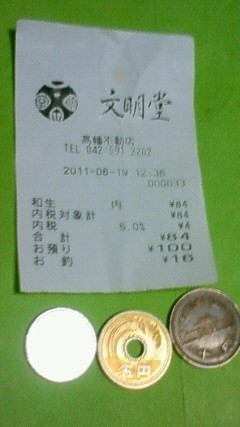 文明堂
高幡不動店
TEL 042-591-2202
2011-06-19 12:36
000033
和生 円 ¥84
内税対象計 ¥84
内税 5.0% ¥4
合 計 ¥84
お預り ¥100
お 釣 ¥16
五円